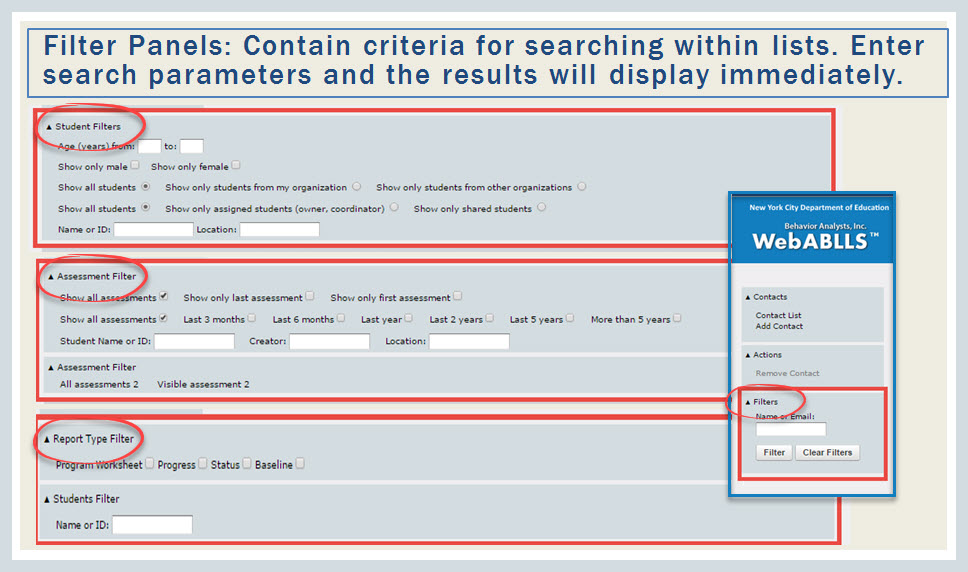 Filter Panels: Contain criteria for searching within lists. Enter
search parameters and the results will display immediately.
▲ Student Filters
Age (years) from: to:
Show only male Show only female
Show all students Show only students from my organization Show only students from other organizations
Show all students Show only assigned students (owner, coordinator) Show only shared students
Name or ID: Location:
▲ Assessment Filter
Show all assessments Show only last assessment Show only first assessment
Show all assessments Last 3 months Last 6 months Last year Last 2 years Last 5 years More than 5 years
Student Name or ID: Creator: Location:
▲ Assessment Filter
All assessments 2 Visible assessment 2
▲ Report Type Filter
Program Worksheet Progress Status Baseline
▲ Students Filter
Name or ID:
New York City Department of Education
Behavior Analysts, Inc.
WebABLLS™
▲ Contacts
Contact List
Add Contact
▲ Actions
Remove Contact
▲ Filters
Name or Email:
Filter Clear Filters